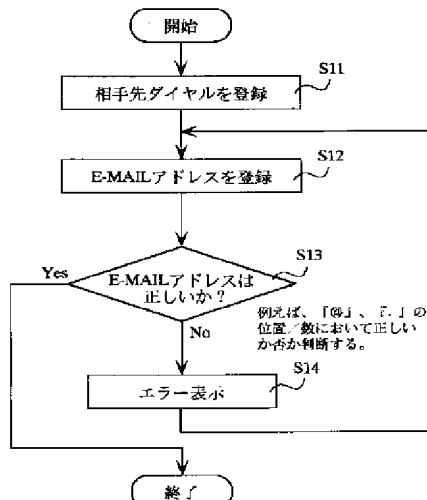 開始
S11
相手先ダイヤルを登録
S12
E-MAILアドレスを登録
S13
Yes
E-MAILアドレスは
正しいか？
No
例えば、「@」、「.」の
位置／数において正しい
か否か判断する。
S14
エラー表示
終了